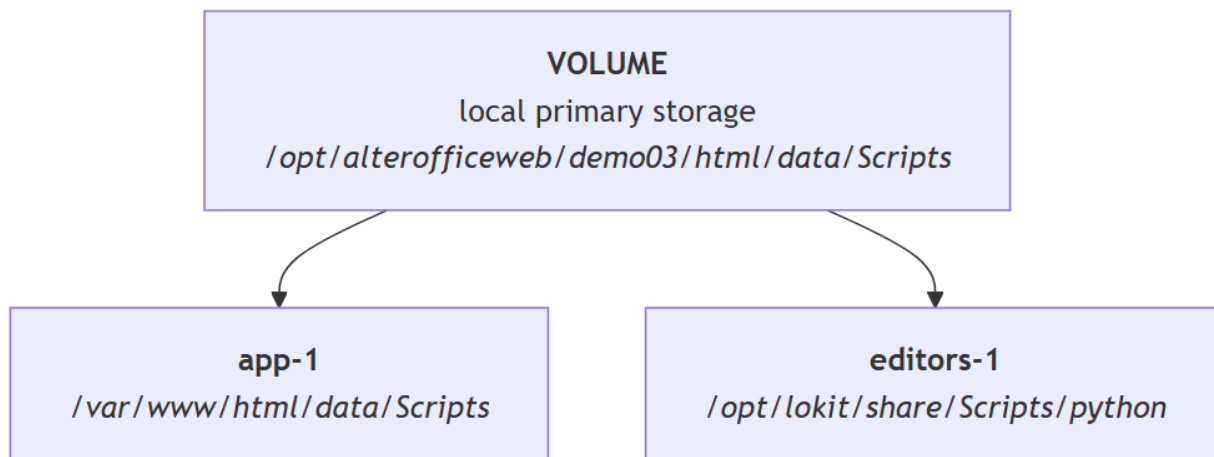 VOLUME
local primary storage
/opt/alterofficeweb/demo03/html/data/Scripts
app-1
/var/www/html/data/Scripts
editors-1
/opt/lokit/share/Scripts/python